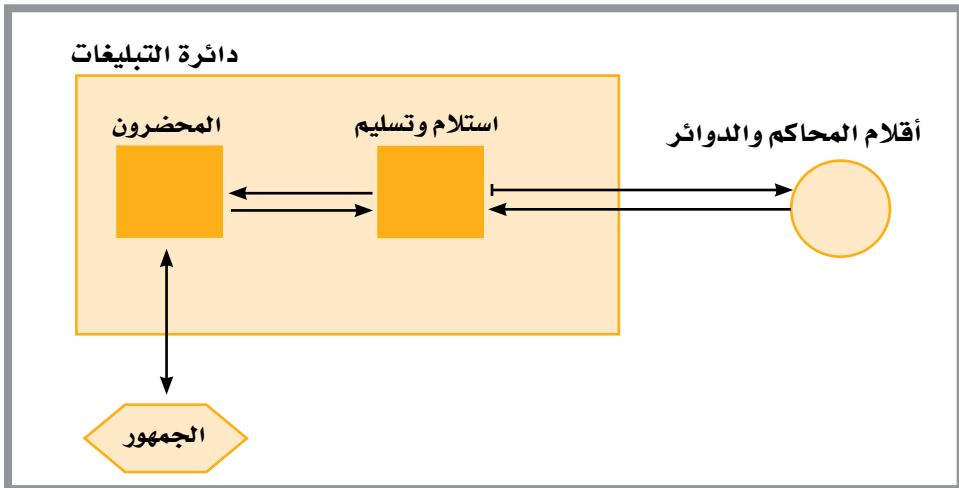 دائرة التبليغات
أقلام المحاكم والدوائر
استلام وتسليم
المحضرون
الجمهور